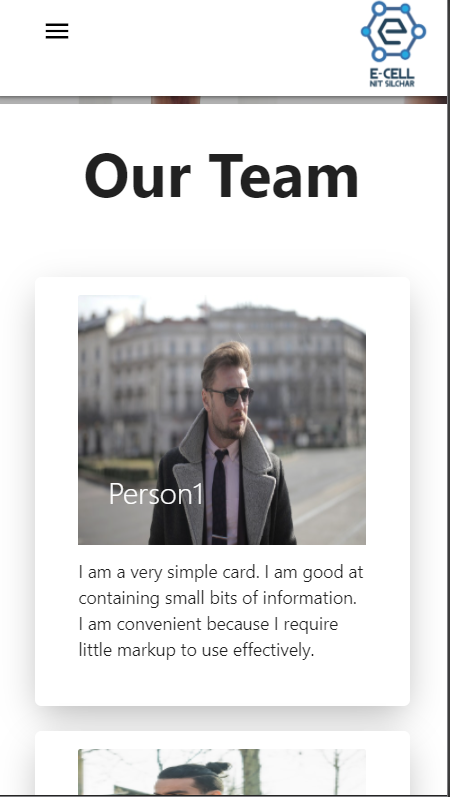 E-CELL
NIT SILCHAR
Our Team
Person1
I am a very simple card. I am good at
containing small bits of information.
I am convenient because I require
little markup to use effectively.